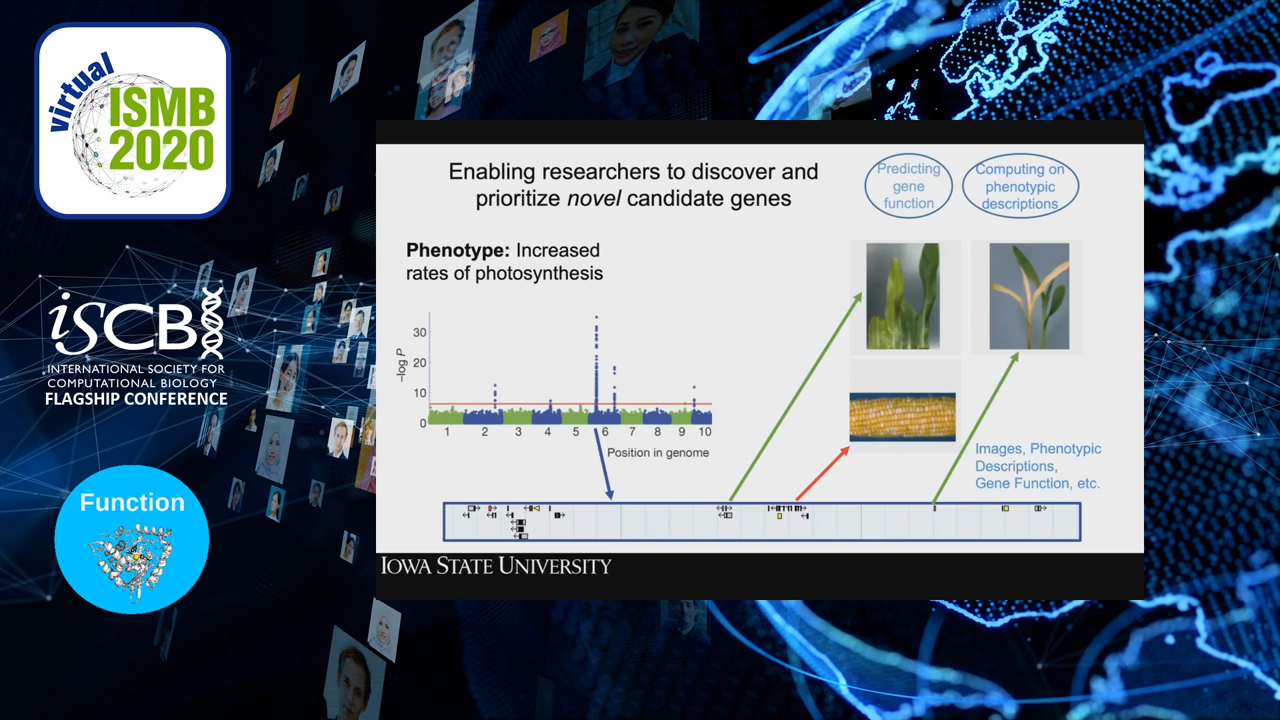 virtual
ISMB
2020
iSCB
INTERNATIONAL SOCIETY FOR
COMPUTATIONAL BIOLOGY
FLAGSHIP CONFERENCE
Function
Enabling researchers to discover and
prioritize novel candidate genes
Predicting
gene
function
Computing on
phenotypic
descriptions
Phenotype: Increased
rates of photosynthesis
–log P
30
20
10
0
1 2 3 4 5 6 7 8 9 10
Position in genome
Images, Phenotypic
Descriptions,
Gene Function, etc.
IOWA STATE UNIVERSITY